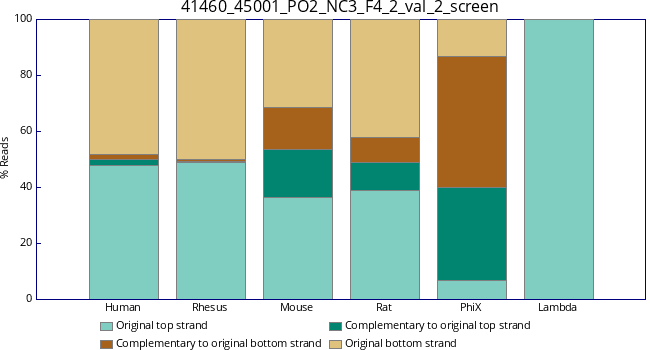 41460_45001_PO2_NC3_F4_2_val_2_screen
100
80
60
40
20
0
% Reads
Human Rhesus Mouse Rat PhiX Lambda
Original top strand Complementary to original top strand
Complementary to original bottom strand Original bottom strand